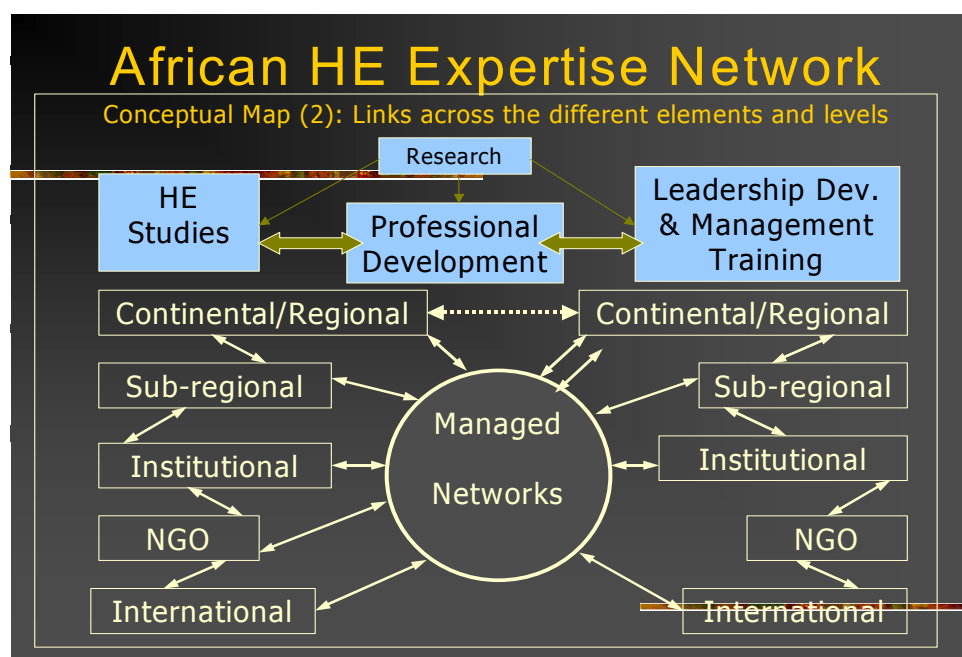 African HE Expertise Network
Conceptual Map (2): Links across the different elements and levels
Research
HE
Studies
Professional
Development
Leadership Dev.
& Management
Training
Continental/Regional
Continental/Regional
Sub-regional
Sub-regional
Managed
Networks
Institutional
Institutional
NGO
NGO
International
International